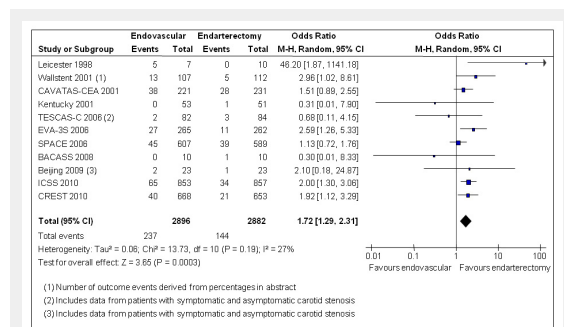 Endovascular Endarterectomy Odds Ratio Odds Ratio
Study or Subgroup Events Total Events Total M-H, Random, 95% CI M-H, Random, 95% CI
Leicester 1998 5 7 0 10 46.20 [1.87, 1141.18]
Wallstent 2001 (1) 13 107 5 112 2.96 [1.02, 8.61]
CAVATAS-CEA 2001 38 221 28 231 1.51 [0.89, 2.55]
Kentucky 2001 0 53 1 51 0.31 [0.01, 7.90]
TESCAS-C 2006 (2) 2 82 3 84 0.68 [0.11, 4.15]
EVA-3S 2006 27 265 11 262 2.59 [1.26, 5.33]
SPACE 2006 45 607 39 589 1.13 [0.72, 1.76]
BACASS 2008 0 10 1 10 0.30 [0.01, 8.33]
Beijing 2009 (3) 2 23 1 23 2.10 [0.18, 24.87]
ICSS 2010 65 853 34 857 2.00 [1.30, 3.06]
CREST 2010 40 668 21 653 1.92 [1.12, 3.29]
Total (95% CI) 2896 2882 1.72 [1.29, 2.31]
Total events 237 144
Heterogeneity: Tau² = 0.06; Chi² = 13.73, df = 10 (P = 0.19); I² = 27%
Test for overall effect: Z = 3.65 (P = 0.0003)
0.01 0.1 1 10 100
Favours endovascular Favours endarterectomy
(1) Number of outcome events derived from percentages in abstract
(2) Includes data from patients with symptomatic and asymptomatic carotid stenosis
(3) Includes data from patients with symptomatic and asymptomatic carotid stenosis